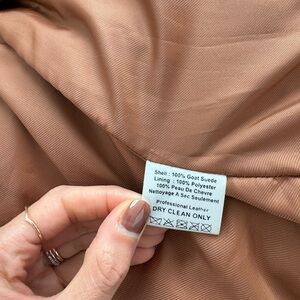 Shell : 100% Goat Suede
Lining : 100% Polyester
100% Peau De Chevre
Nettoyage A Sec Seulement
Professional Leather
DRY CLEAN ONLY